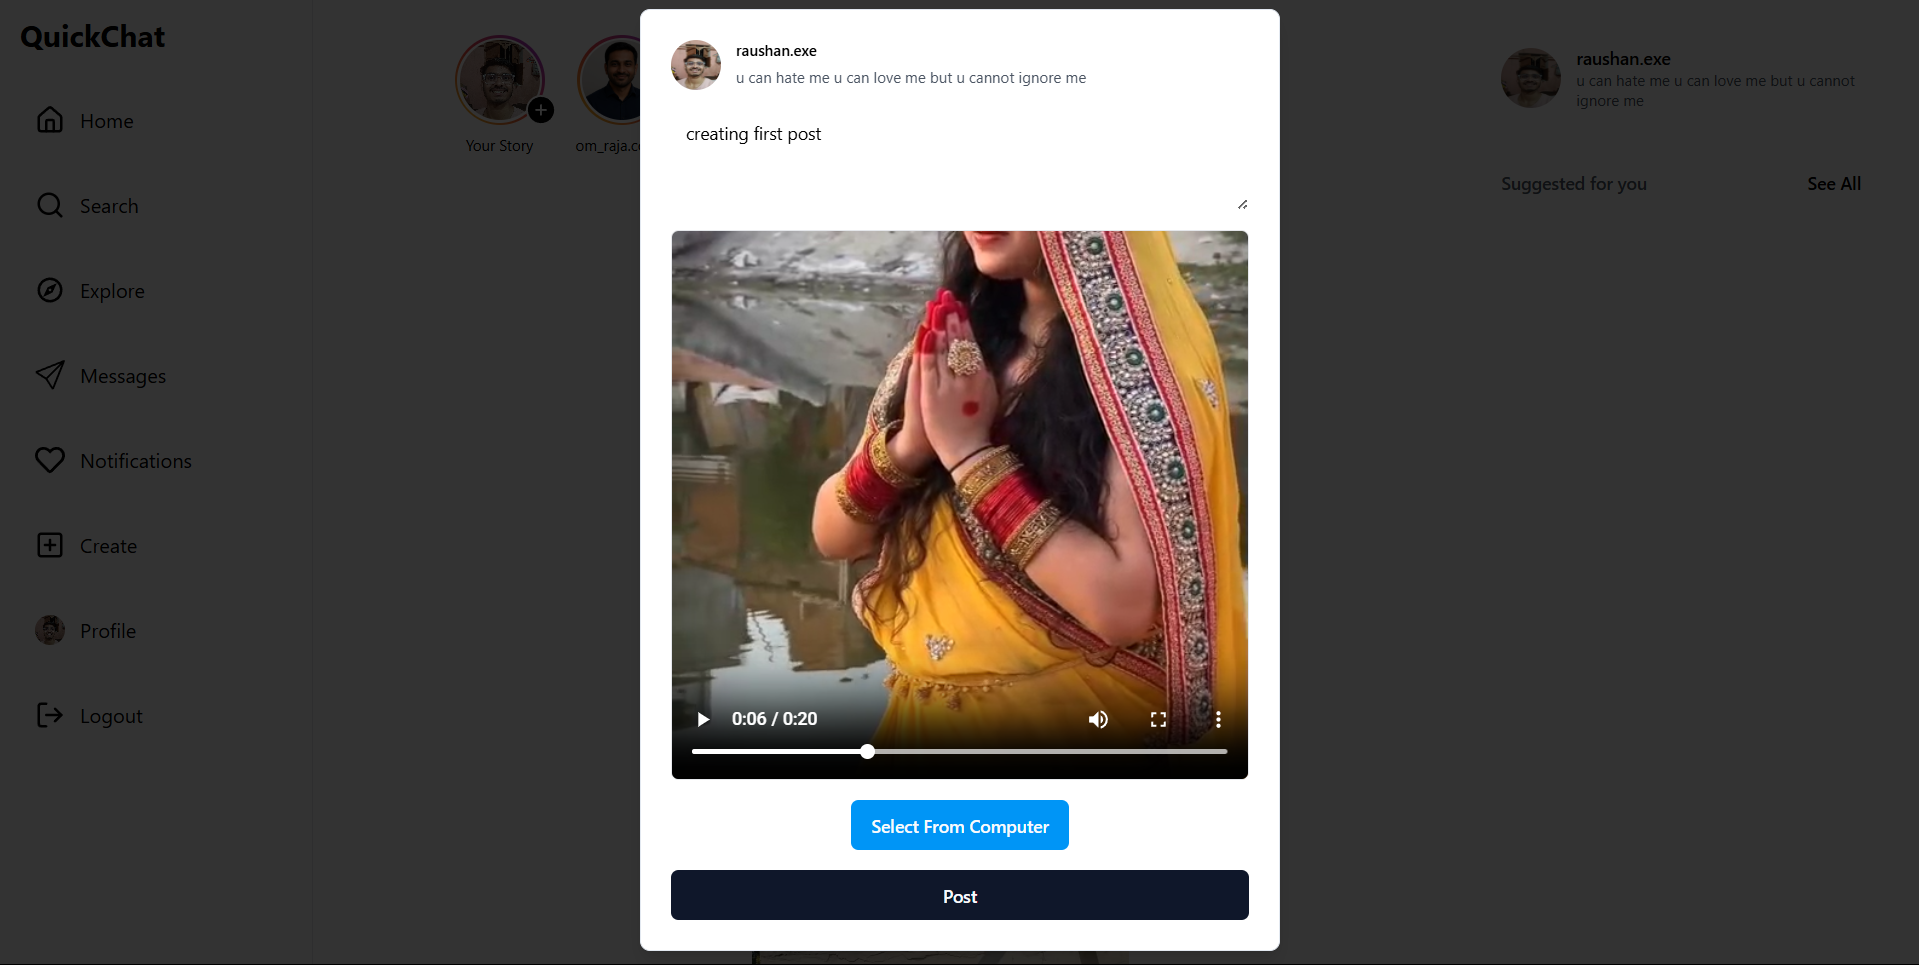 QuickChat
Home
Search
Explore
Messages
Notifications
Create
Profile
Logout
Your Story
raushan.exe
u can hate me u can love me but u cannot ignore me
creating first post
0:06 / 0:20
Select From Computer
Post
raushan.exe
u can hate me u can love me but u cannot
ignore me
Suggested for you
See All